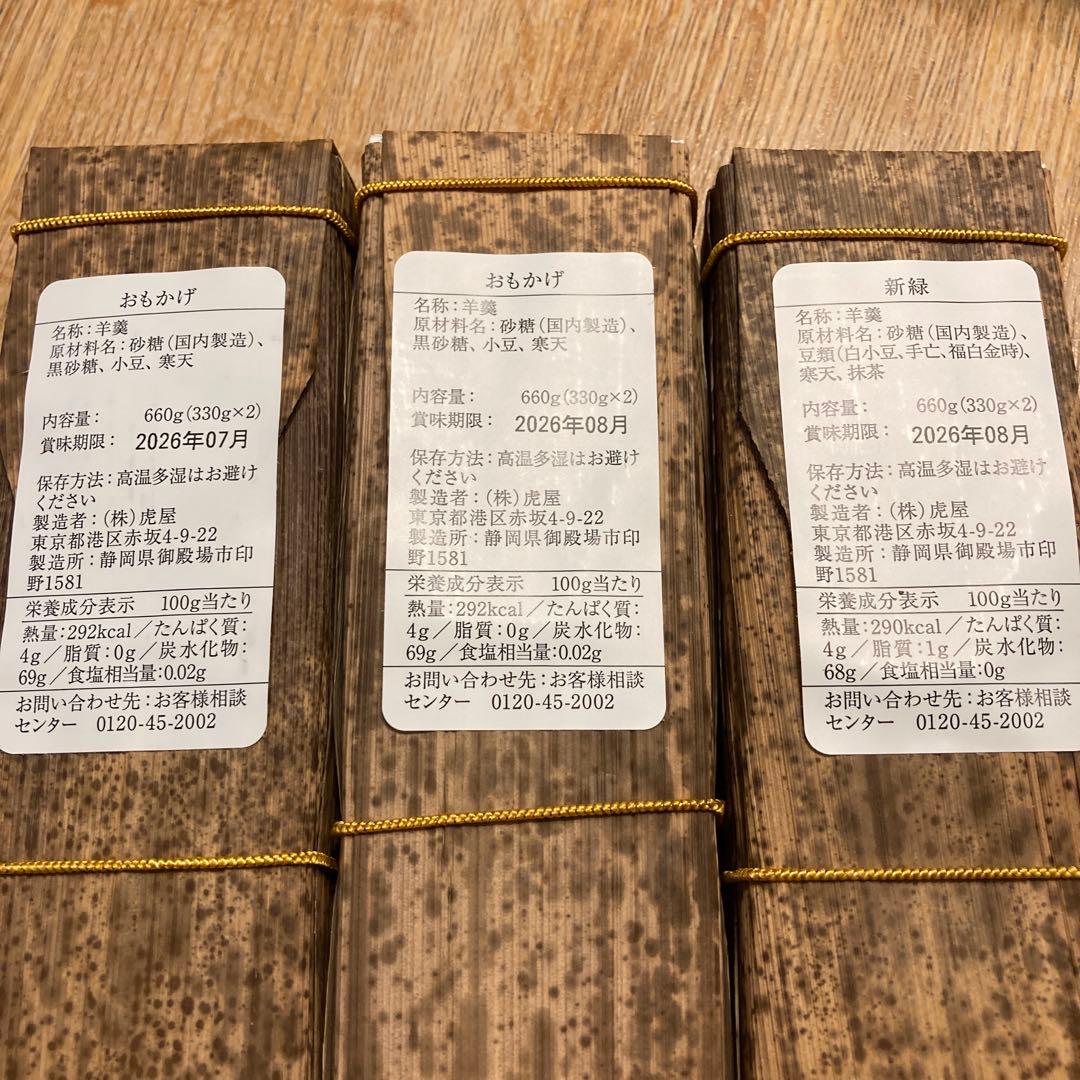 おもかげ
名称：羊羹
原材料名：砂糖（国内製造）、
黒砂糖、小豆、寒天
内容量： 660g（330g×2）
賞味期限： 2026年07月
保存方法：高温多湿はお避け
ください
製造者：（株）虎屋
東京都港区赤坂4-9-22
製造所：静岡県御殿場市印
野1581
栄養成分表示 100g当たり
熱量：292kcal／たんぱく質：
4g／脂質：0g／炭水化物：
69g／食塩相当量：0.02g
お問い合わせ先：お客様相談
センター 0120-45-2002
おもかげ
名称：羊羹
原材料名：砂糖（国内製造）、
黒砂糖、小豆、寒天
内容量： 660g（330g×2）
賞味期限： 2026年08月
保存方法：高温多湿はお避け
ください
製造者：（株）虎屋
東京都港区赤坂4-9-22
製造所：静岡県御殿場市印
野1581
栄養成分表示 100g当たり
熱量：292kcal／たんぱく質：
4g／脂質：0g／炭水化物：
69g／食塩相当量：0.02g
お問い合わせ先：お客様相談
センター 0120-45-2002
新緑
名称：羊羹
原材料名：砂糖（国内製造）、
豆類（白小豆、手亡、福白金時）、
寒天、抹茶
内容量： 660g（330g×2）
賞味期限： 2026年08月
保存方法：高温多湿はお避け
ください
製造者：（株）虎屋
東京都港区赤坂4-9-22
製造所：静岡県御殿場市印
野1581
栄養成分表示 100g当たり
熱量：290kcal／たんぱく質：
4g／脂質：1g／炭水化物：
68g／食塩相当量：0g
お問い合わせ先：お客様相談
センター 0120-45-2002